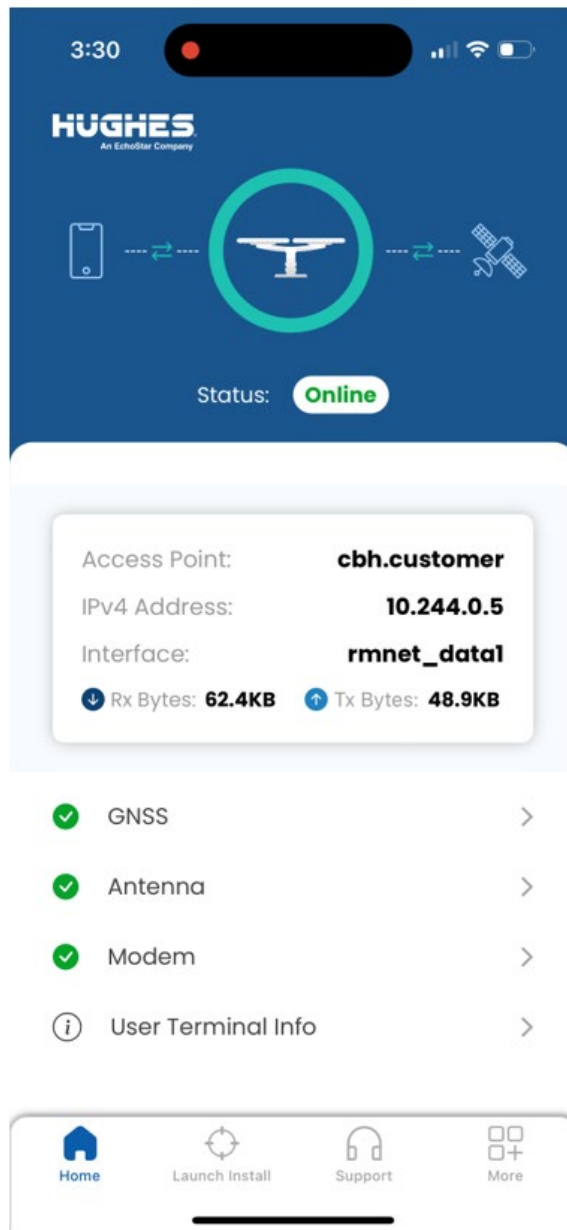 3:30
HUGHES
An EchoStar Company
Status: Online
Access Point: cbh.customer
IPv4 Address: 10.244.0.5
Interface: rmnet_data1
Rx Bytes: 62.4KB Tx Bytes: 48.9KB
GNSS
Antenna
Modem
i User Terminal Info
Home Launch Install Support More